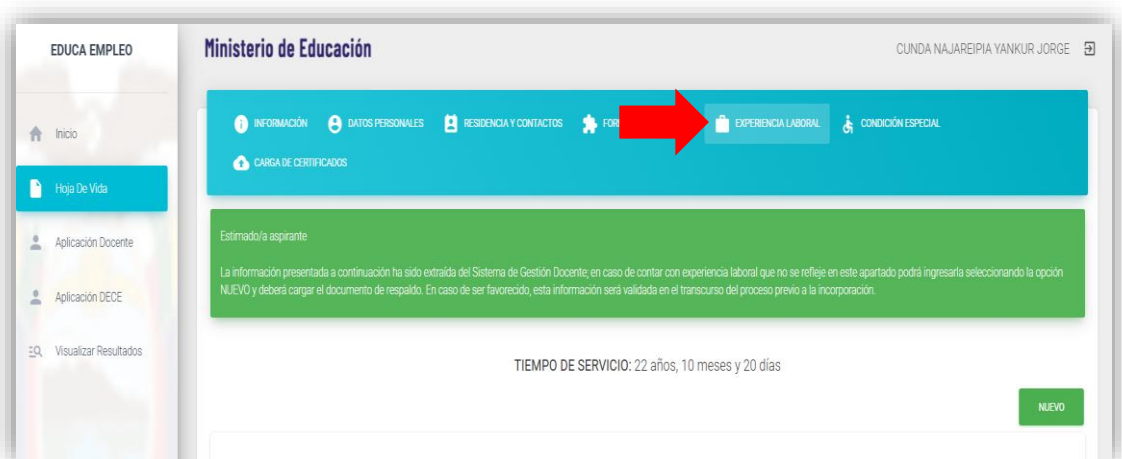 EDUCA EMPLEO
Inicio
Hoja De Vida
Aplicación Docente
Aplicación DECE
Visualizar Resultados
Ministerio de Educación
CUNDA NAJAREIPIA YANKUR JORGE
INFORMACIÓN
DATOS PERSONALES
RESIDENCIA Y CONTACTOS
EXPERIENCIA LABORAL
CONDICIÓN ESPECIAL
CARGA DE CERTIFICADOS
Estimado/a aspirante
La información presentada a continuación ha sido extraída del Sistema de Gestión Docente; en caso de contar con experiencia laboral que no se refleje en este apartado podrá ingresarla seleccionando la opción
NUEVO y deberá cargar el documento de respaldo. En caso de ser favorecido, esta información será validada en el transcurso del proceso previo a la incorporación.
TIEMPO DE SERVICIO: 22 años, 10 meses y 20 días
NUEVO